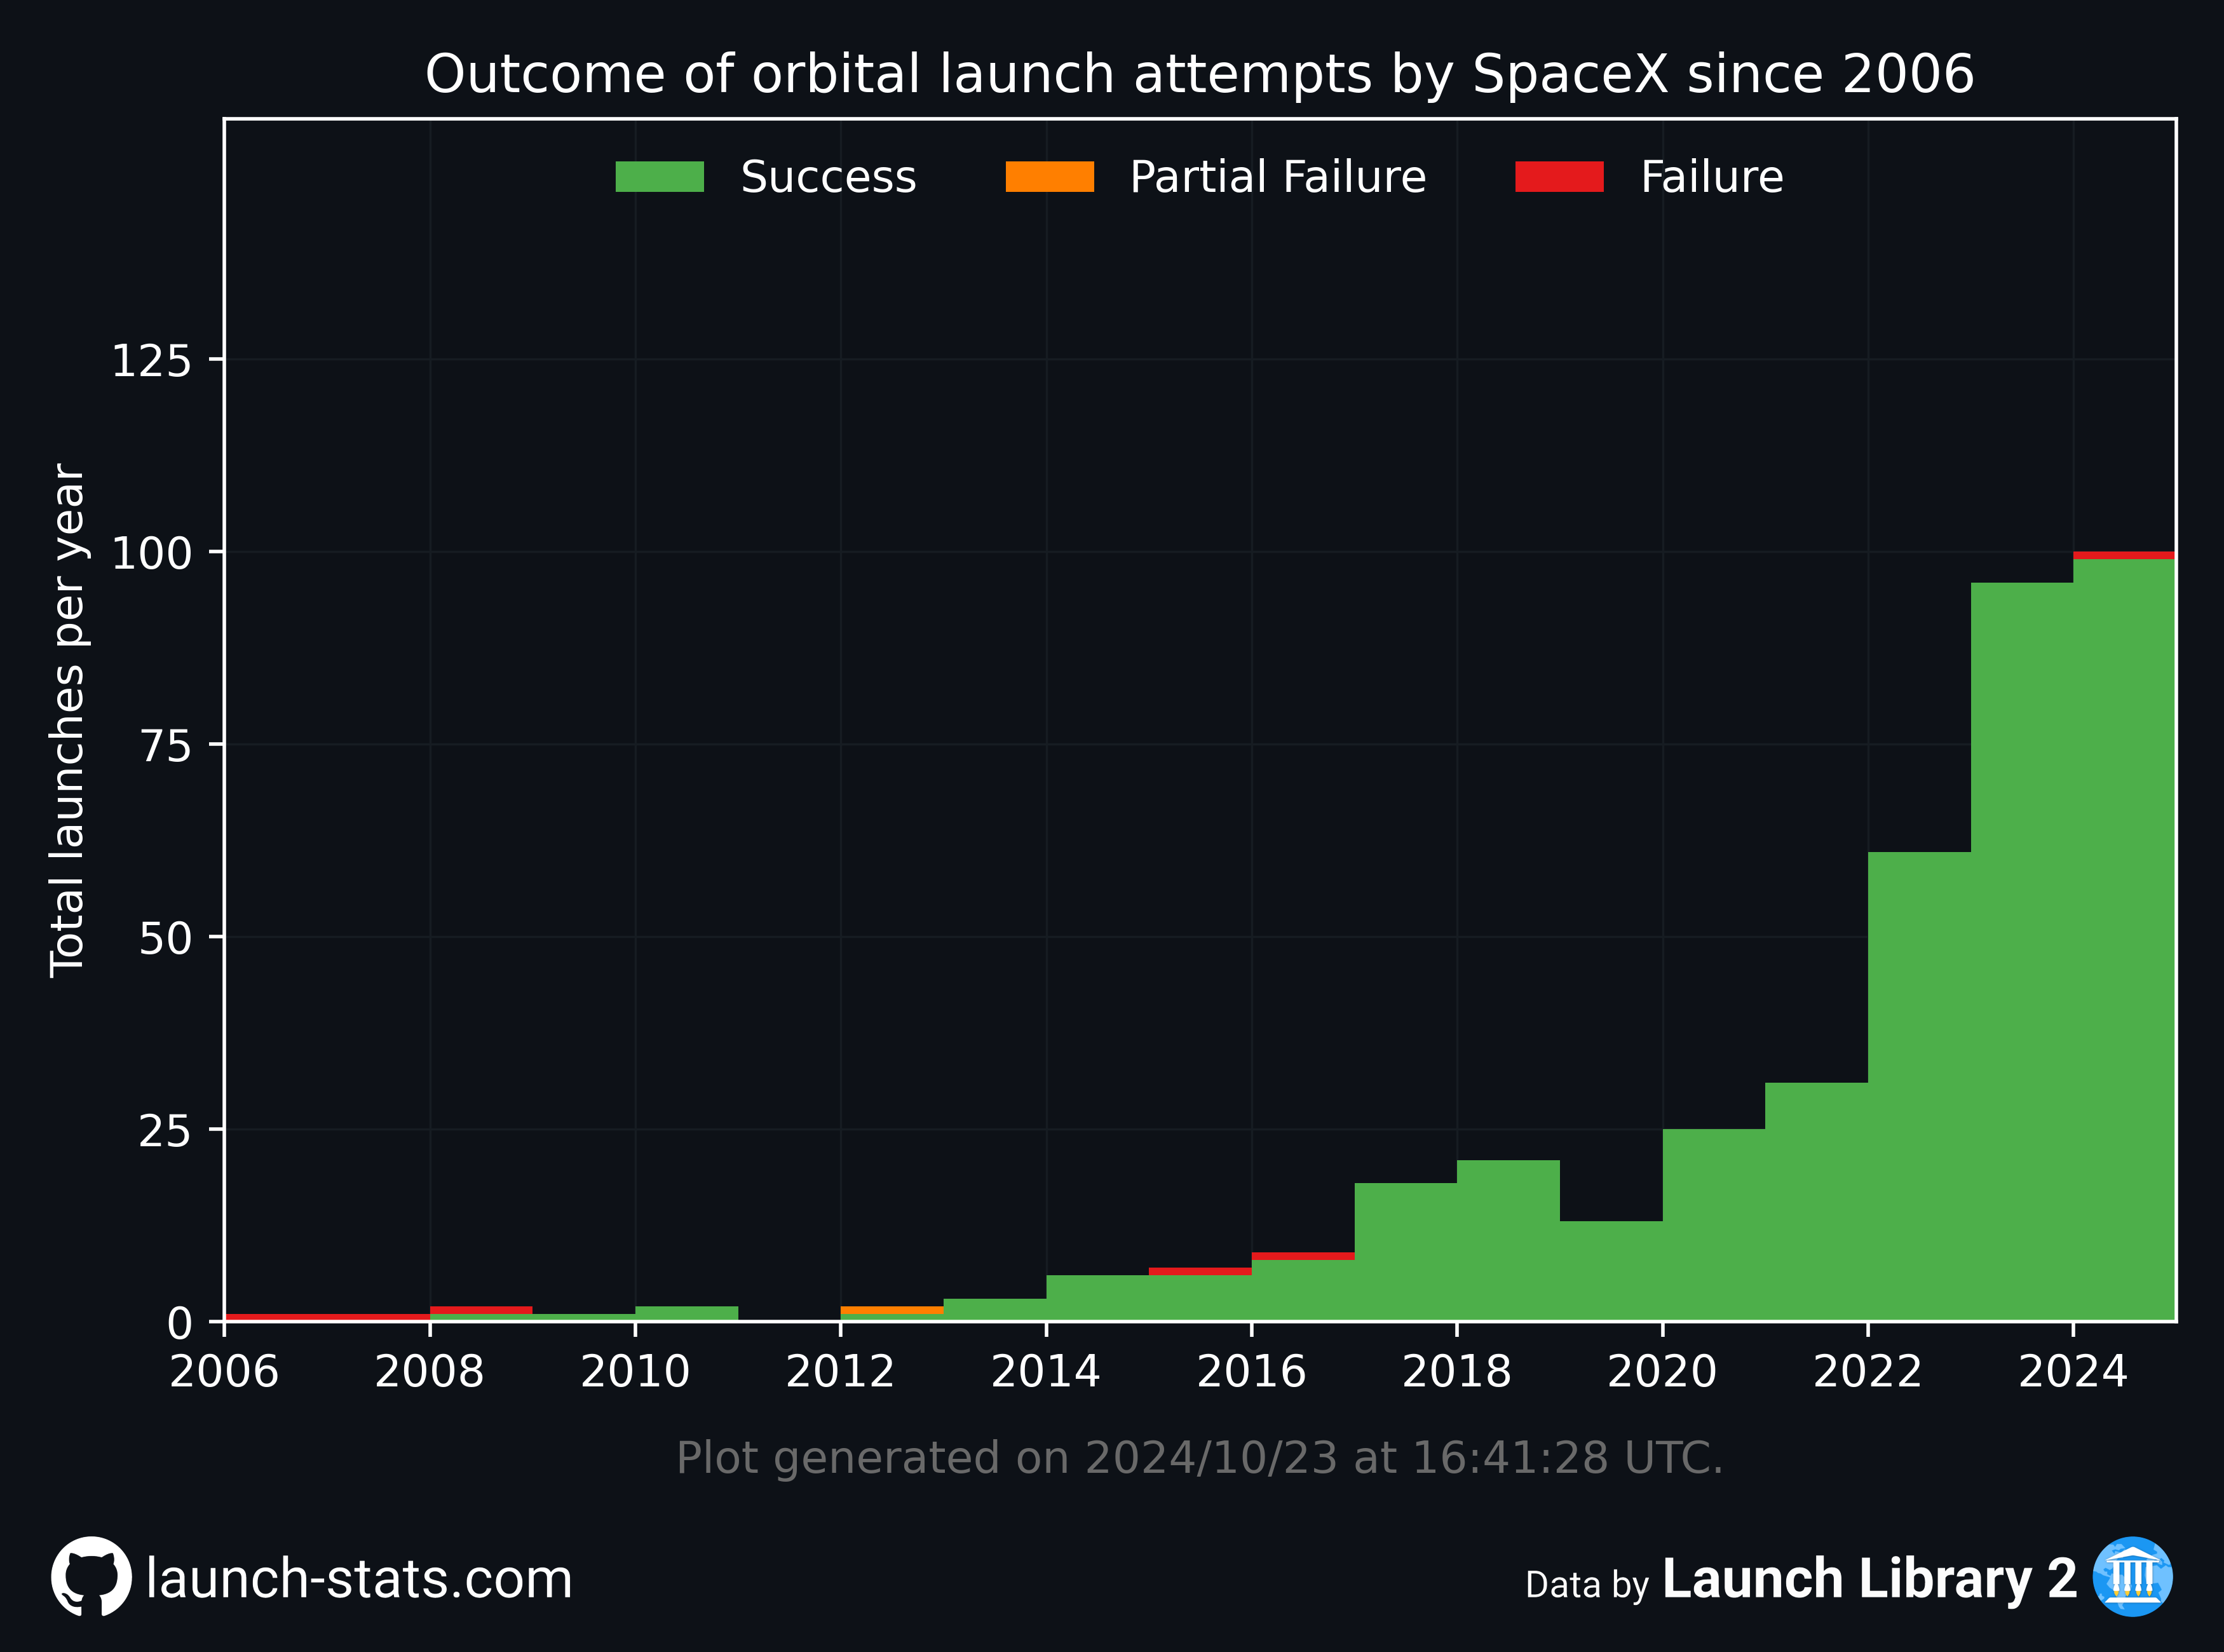 Outcome of orbital launch attempts by SpaceX since 2006
Success Partial Failure Failure
Total launches per year
125
100
75
50
25
0
2006 2008 2010 2012 2014 2016 2018 2020 2022 2024
Plot generated on 2024/10/23 at 16:41:28 UTC.
launch-stats.com
Data by Launch Library 2